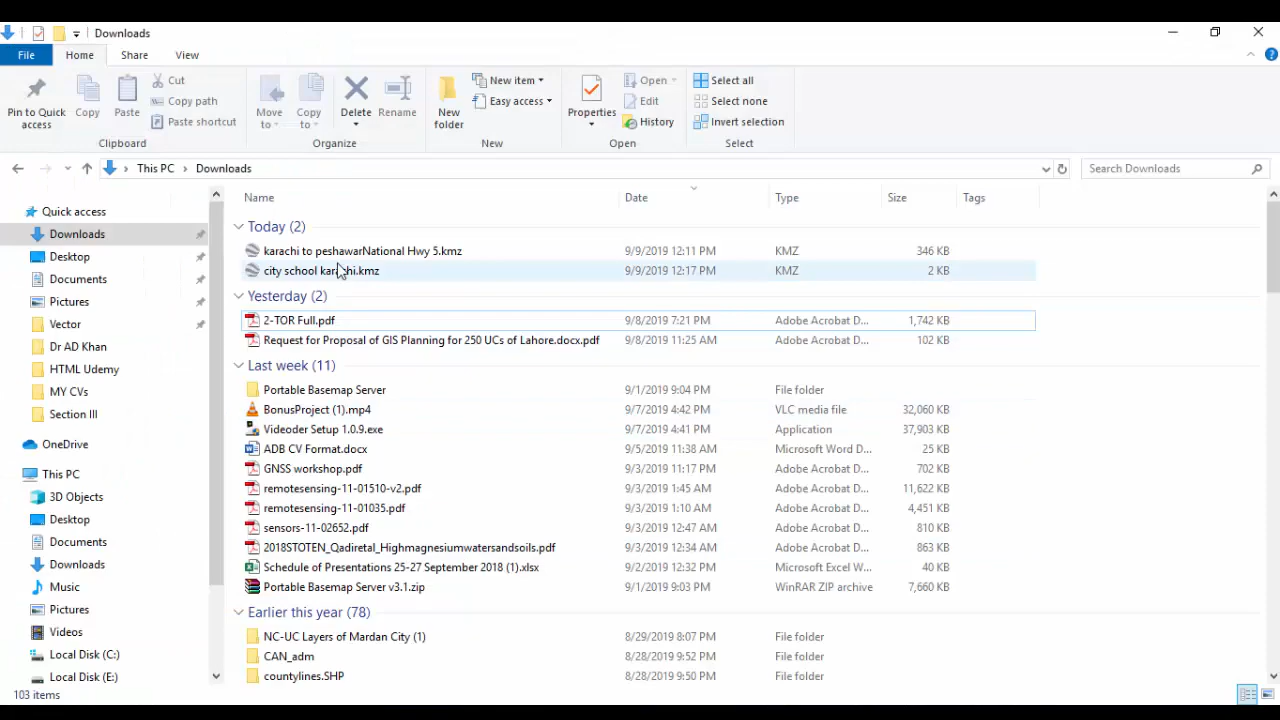 Downloads
File Home Share View
Pin to Quick access
Copy
Paste
Cut
Copy path
Paste shortcut
Clipboard
Move to
Copy to
Delete
Rename
Organize
New folder
New item
Easy access
New
Properties
Open
Edit
History
Open
Select all
Select none
Invert selection
Select
This PC Downloads
Search Downloads
Quick access
Downloads
Desktop
Documents
Pictures
Vector
Dr AD Khan
HTML Udemy
MY CVs
Section III
OneDrive
This PC
3D Objects
Desktop
Documents
Downloads
Music
Pictures
Videos
Local Disk (C:)
Local Disk (E:)
Name Date Type Size Tags
Today (2)
karachi to peshawarNational Hwy 5.kmz 9/9/2019 12:11 PM KMZ 346 KB
city school karachi.kmz 9/9/2019 12:17 PM KMZ 2 KB
Yesterday (2)
2-TOR Full.pdf 9/8/2019 7:21 PM Adobe Acrobat D... 1,742 KB
Request for Proposal of GIS Planning for 250 UCs of Lahore.docx.pdf 9/8/2019 11:25 AM Adobe Acrobat D... 102 KB
Last week (11)
Portable Basemap Server 9/1/2019 9:04 PM File folder
BonusProject (1).mp4 9/7/2019 4:42 PM VLC media file 32,060 KB
Videoder Setup 1.0.9.exe 9/7/2019 4:41 PM Application 37,903 KB
ADB CV Format.docx 9/5/2019 11:38 AM Microsoft Word D... 25 KB
GNSS workshop.pdf 9/3/2019 11:17 PM Adobe Acrobat D... 702 KB
remotesensing-11-01510-v2.pdf 9/3/2019 1:45 AM Adobe Acrobat D... 11,622 KB
remotesensing-11-01035.pdf 9/3/2019 1:10 AM Adobe Acrobat D... 4,451 KB
sensors-11-02652.pdf 9/3/2019 12:47 AM Adobe Acrobat D... 810 KB
2018STOTEN_Qadiretal_Highmagnesiumwatersandsoils.pdf 9/3/2019 12:34 AM Adobe Acrobat D... 863 KB
Schedule of Presentations 25-27 September 2018 (1).xlsx 9/2/2019 12:32 PM Microsoft Excel W... 40 KB
Portable Basemap Server v3.1.zip 9/1/2019 9:03 PM WinRAR ZIP archive 7,660 KB
Earlier this year (78)
NC-UC Layers of Mardan City (1) 8/29/2019 8:07 PM File folder
CAN_adm 8/28/2019 9:52 PM File folder
countylines.SHP 8/28/2019 9:50 PM File folder
103 items